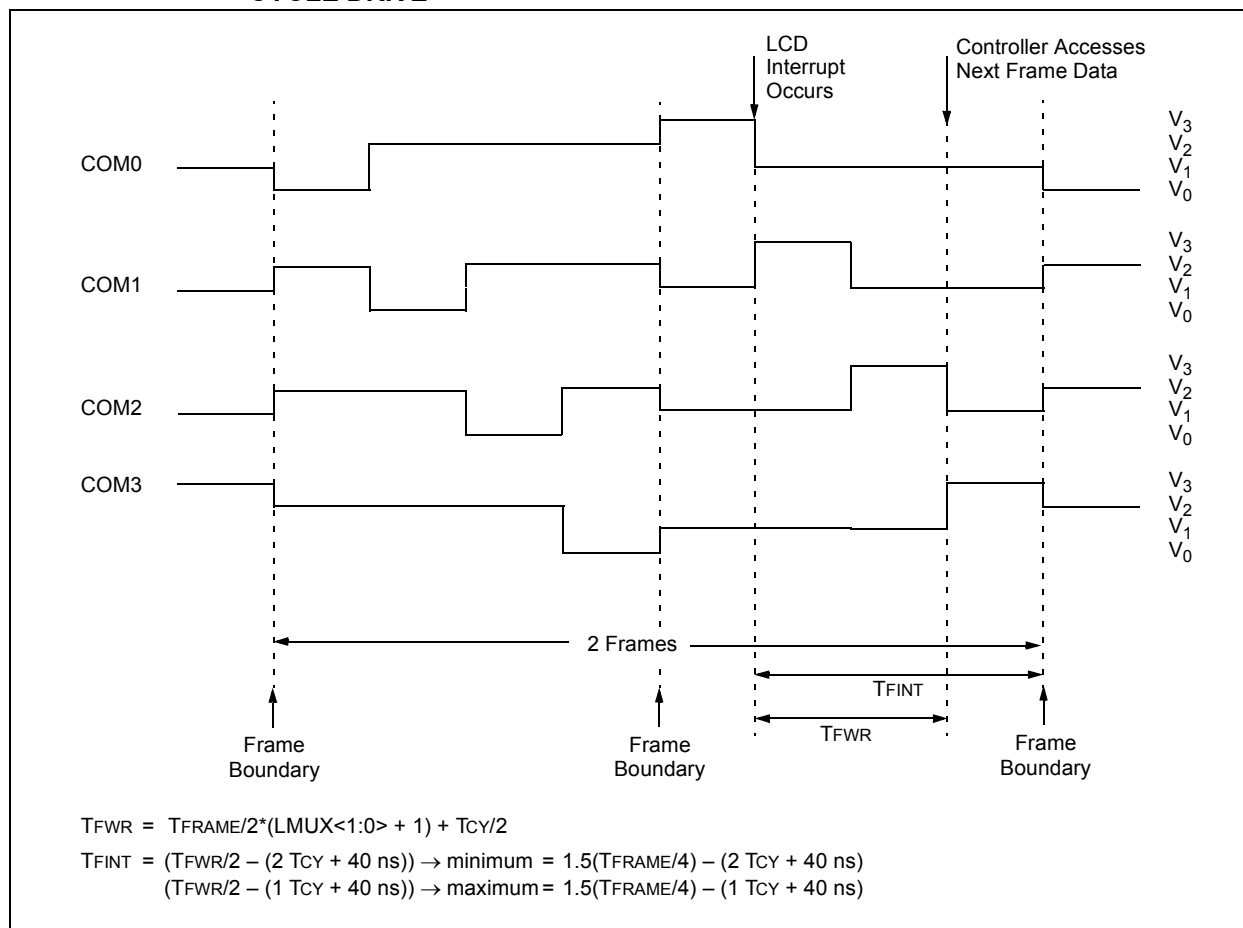 LCD
Interrupt
Occurs
Controller Accesses
Next Frame Data
COM0
V3
V2
V1
V0
COM1
V3
V2
V1
V0
COM2
V3
V2
V1
V0
COM3
V3
V2
V1
V0
2 Frames
TFINT
TFWR
Frame
Boundary
Frame
Boundary
Frame
Boundary
TFWR = TFRAME/2*(LMUX<1:0> + 1) + TCY/2
TFINT = (TFWR/2 – (2 TCY + 40 ns)) → minimum = 1.5(TFRAME/4) – (2 TCY + 40 ns)
(TFWR/2 – (1 TCY + 40 ns)) → maximum = 1.5(TFRAME/4) – (1 TCY + 40 ns)